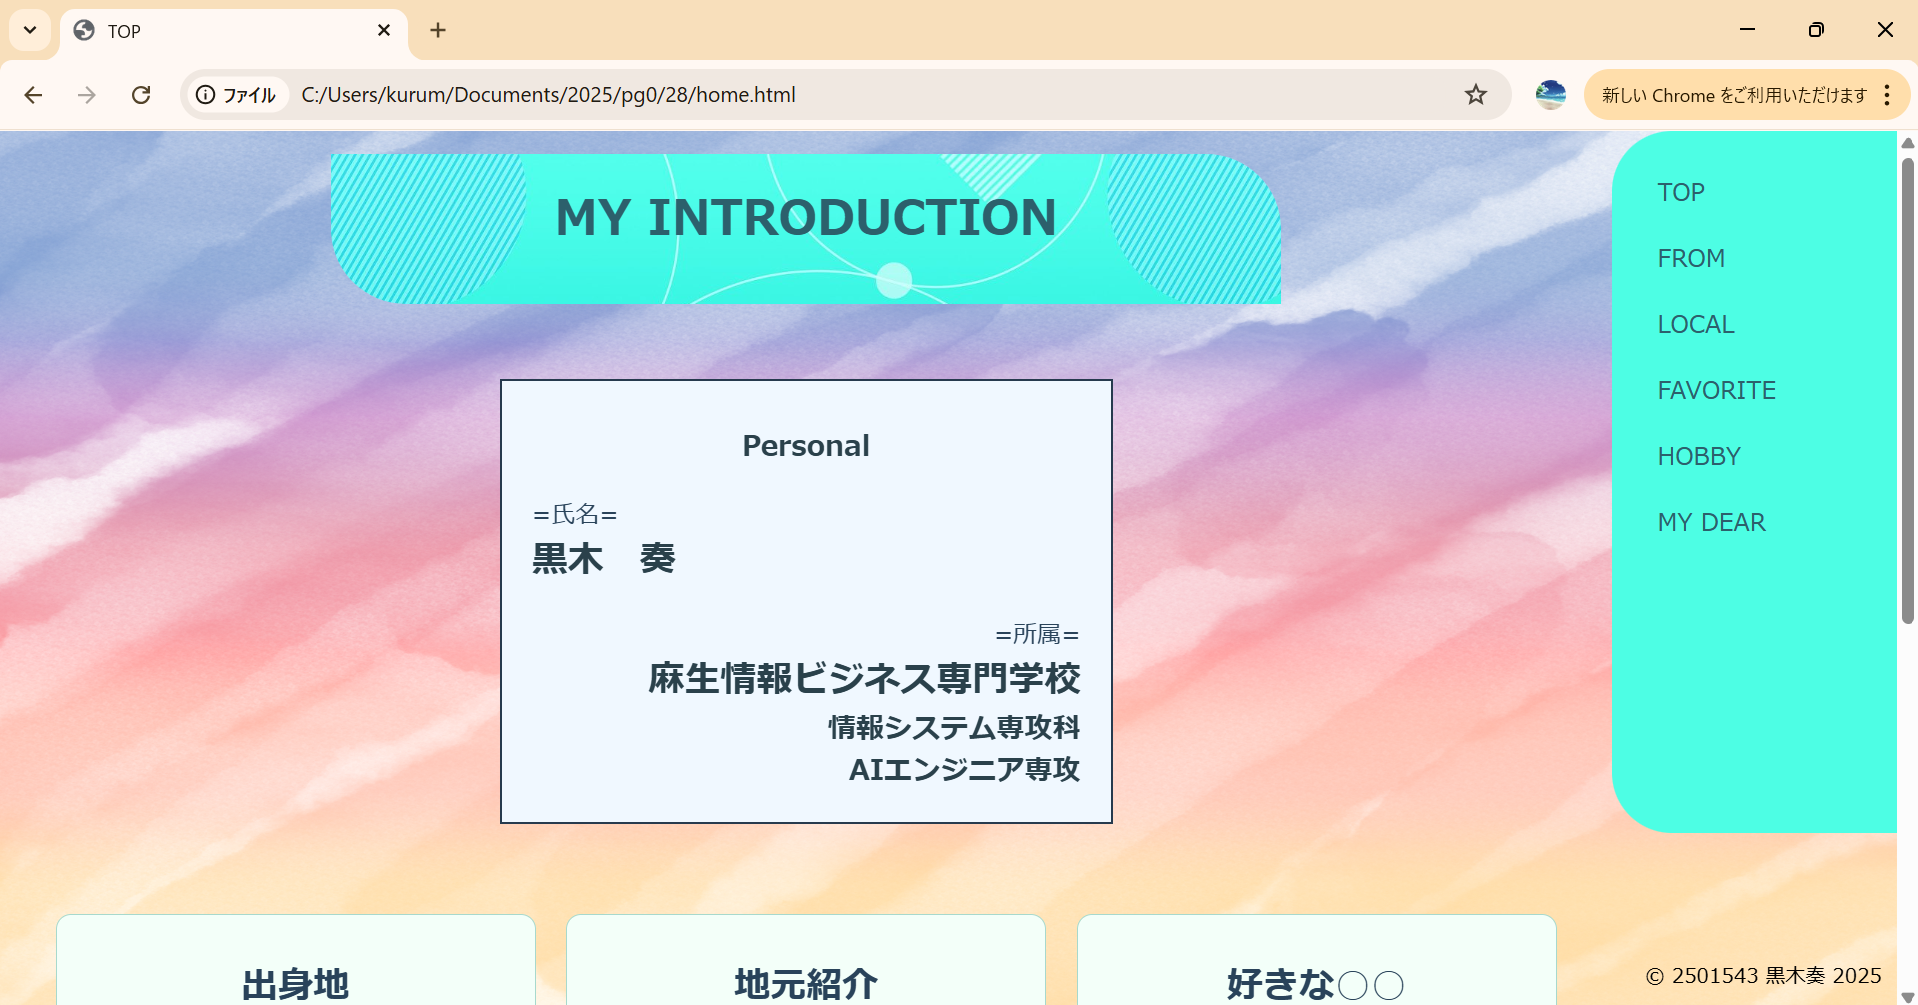 TOP
ファイル
C:/Users/kurum/Documents/2025/pg0/28/home.html
新しい Chrome をご利用いただけます
MY INTRODUCTION
TOP
FROM
LOCAL
FAVORITE
HOBBY
MY DEAR
Personal
=氏名=
黒木　奏
=所属=
麻生情報ビジネス専門学校
情報システム専攻科
AIエンジニア専攻
出身地
地元紹介
好きな○○
© 2501543 黒木奏 2025